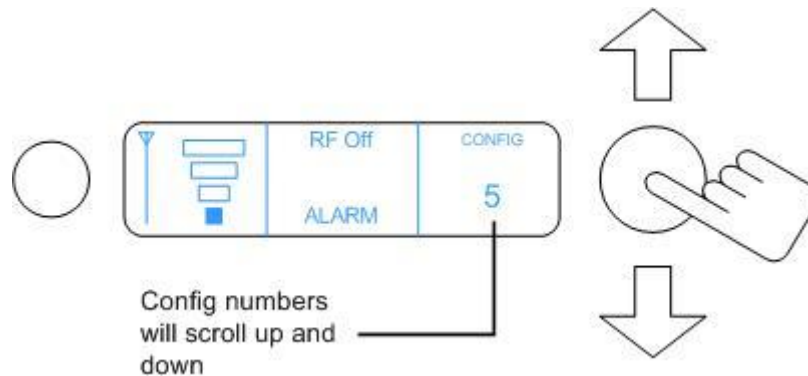 RF Off
ALARM
CONFIG
5
Config numbers
will scroll up and
down